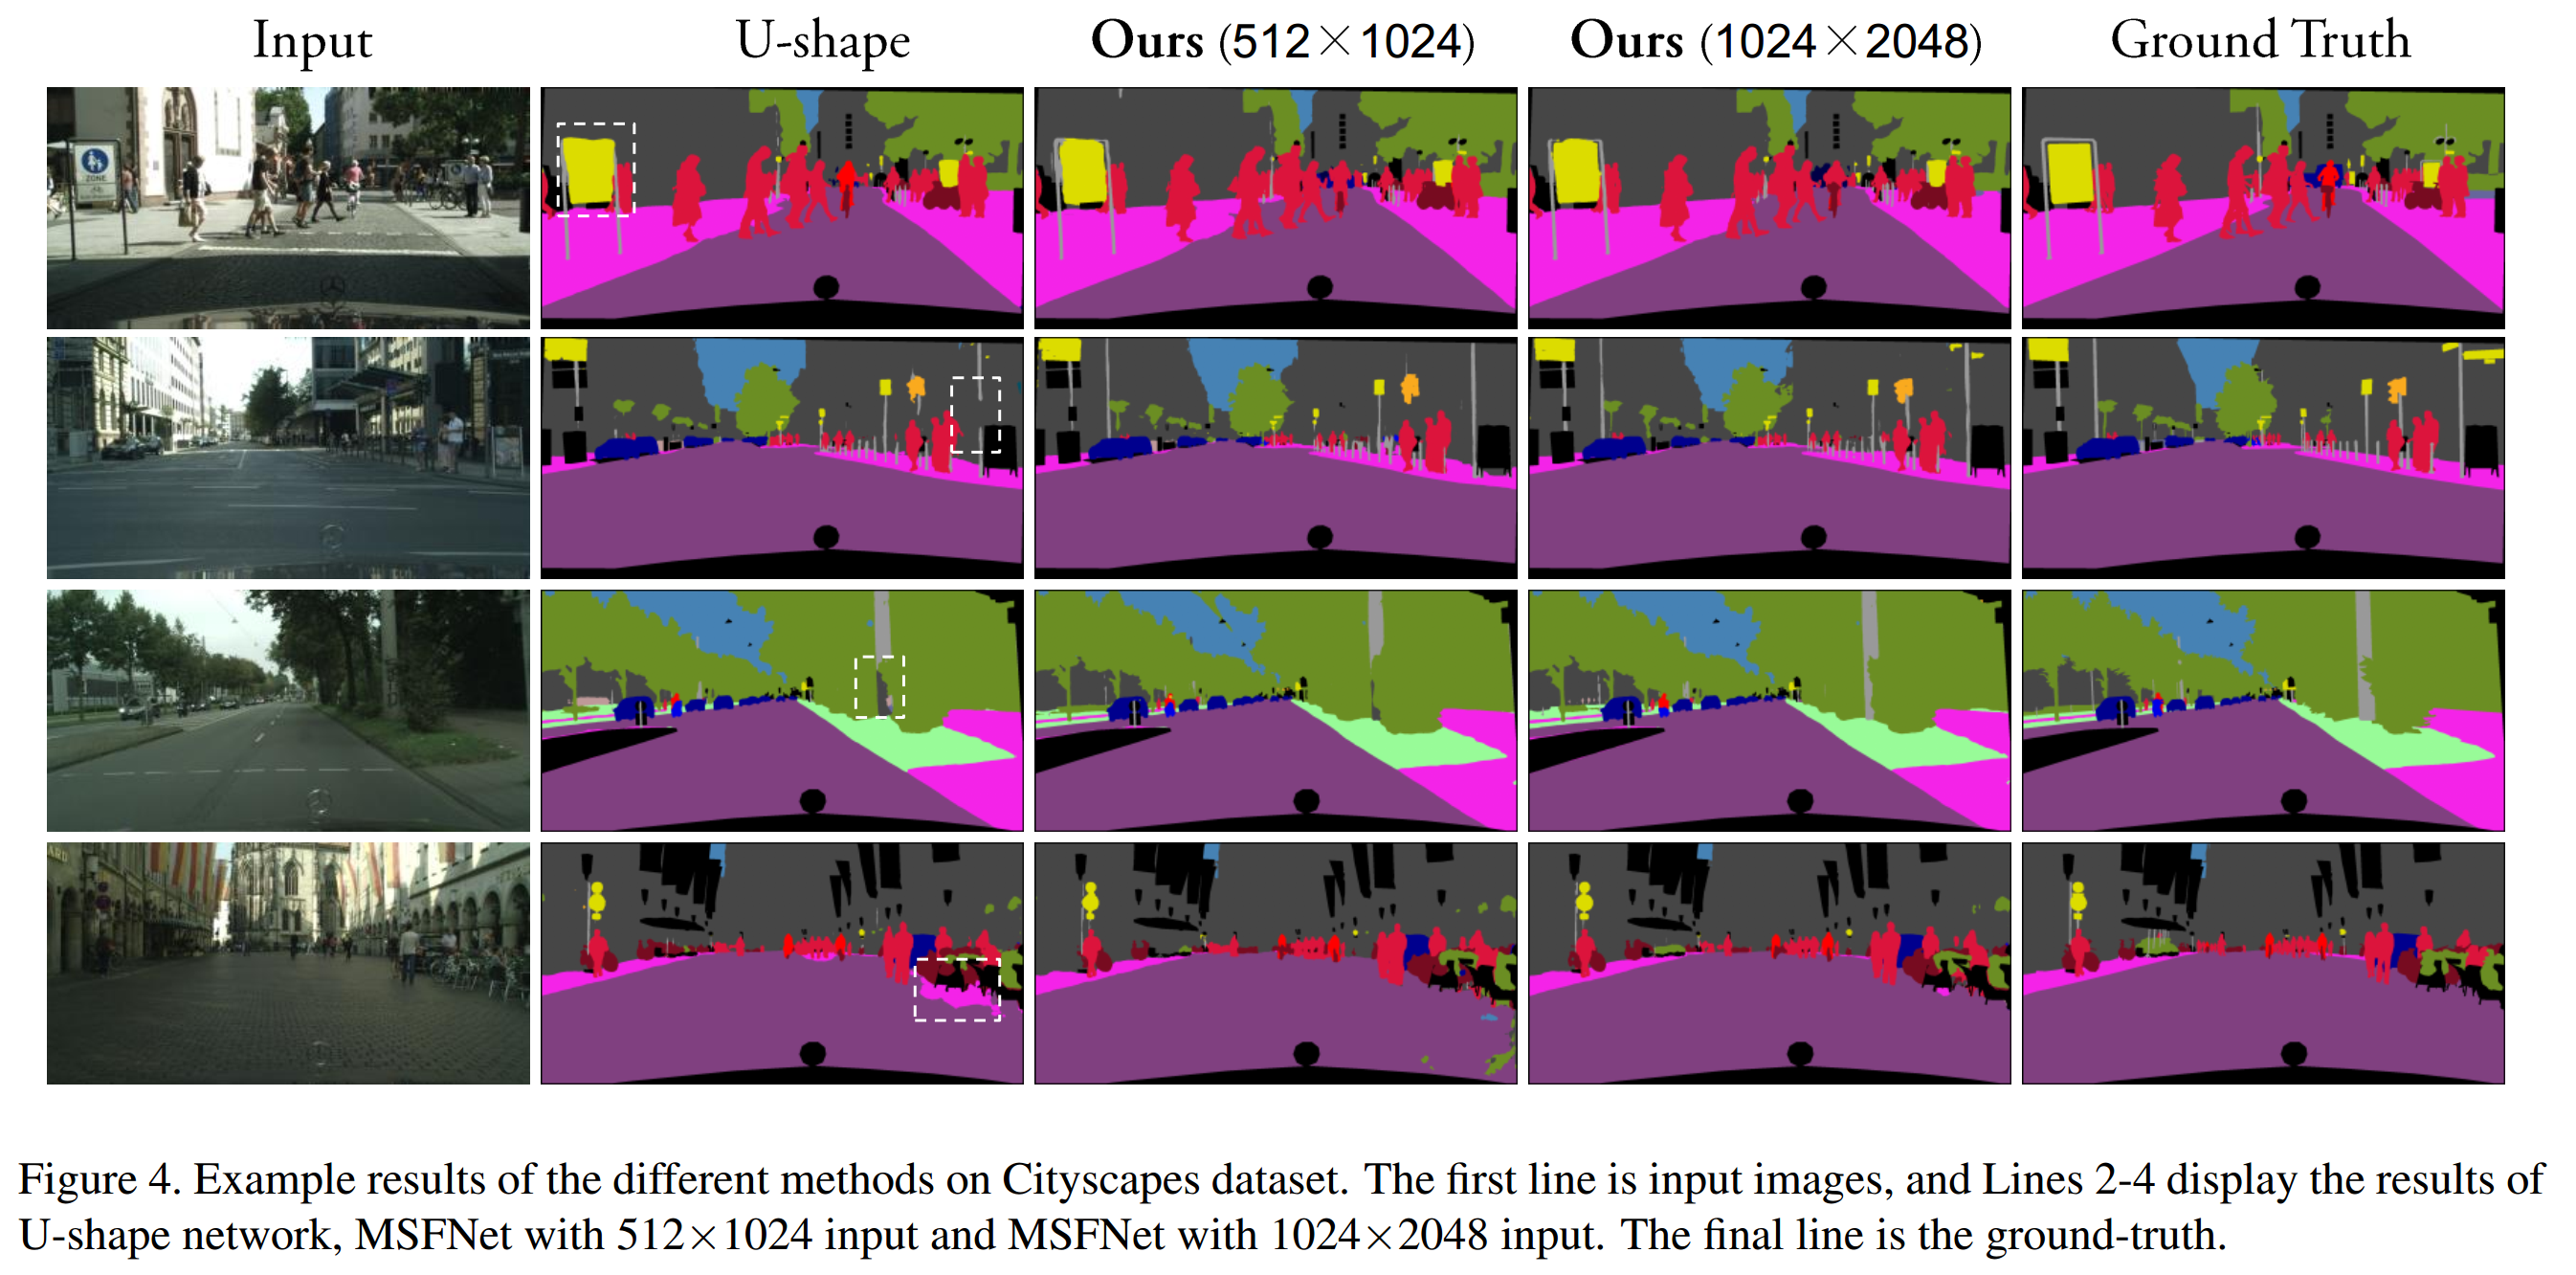 Input U-shape Ours (512×1024) Ours (1024×2048) Ground Truth
ZONE
Figure 4. Example results of the different methods on Cityscapes dataset. The first line is input images, and Lines 2-4 display the results of
U-shape network, MSFNet with 512×1024 input and MSFNet with 1024×2048 input. The final line is the ground-truth.